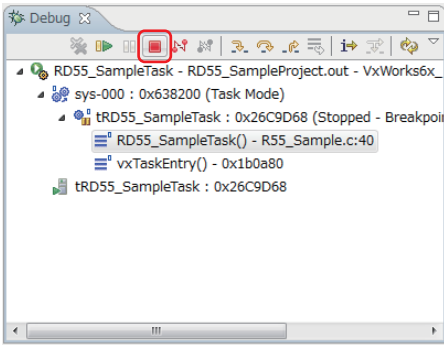 Debug
RD55_SampleTask - RD55_SampleProject.out - VxWorks6x_
sys-000 : 0x638200 (Task Mode)
tRD55_SampleTask : 0x26C9D68 (Stopped - Breakpoi
RD55_SampleTask() - R55_Sample.c:40
vxTaskEntry() - 0x1b0a80
tRD55_SampleTask : 0x26C9D68